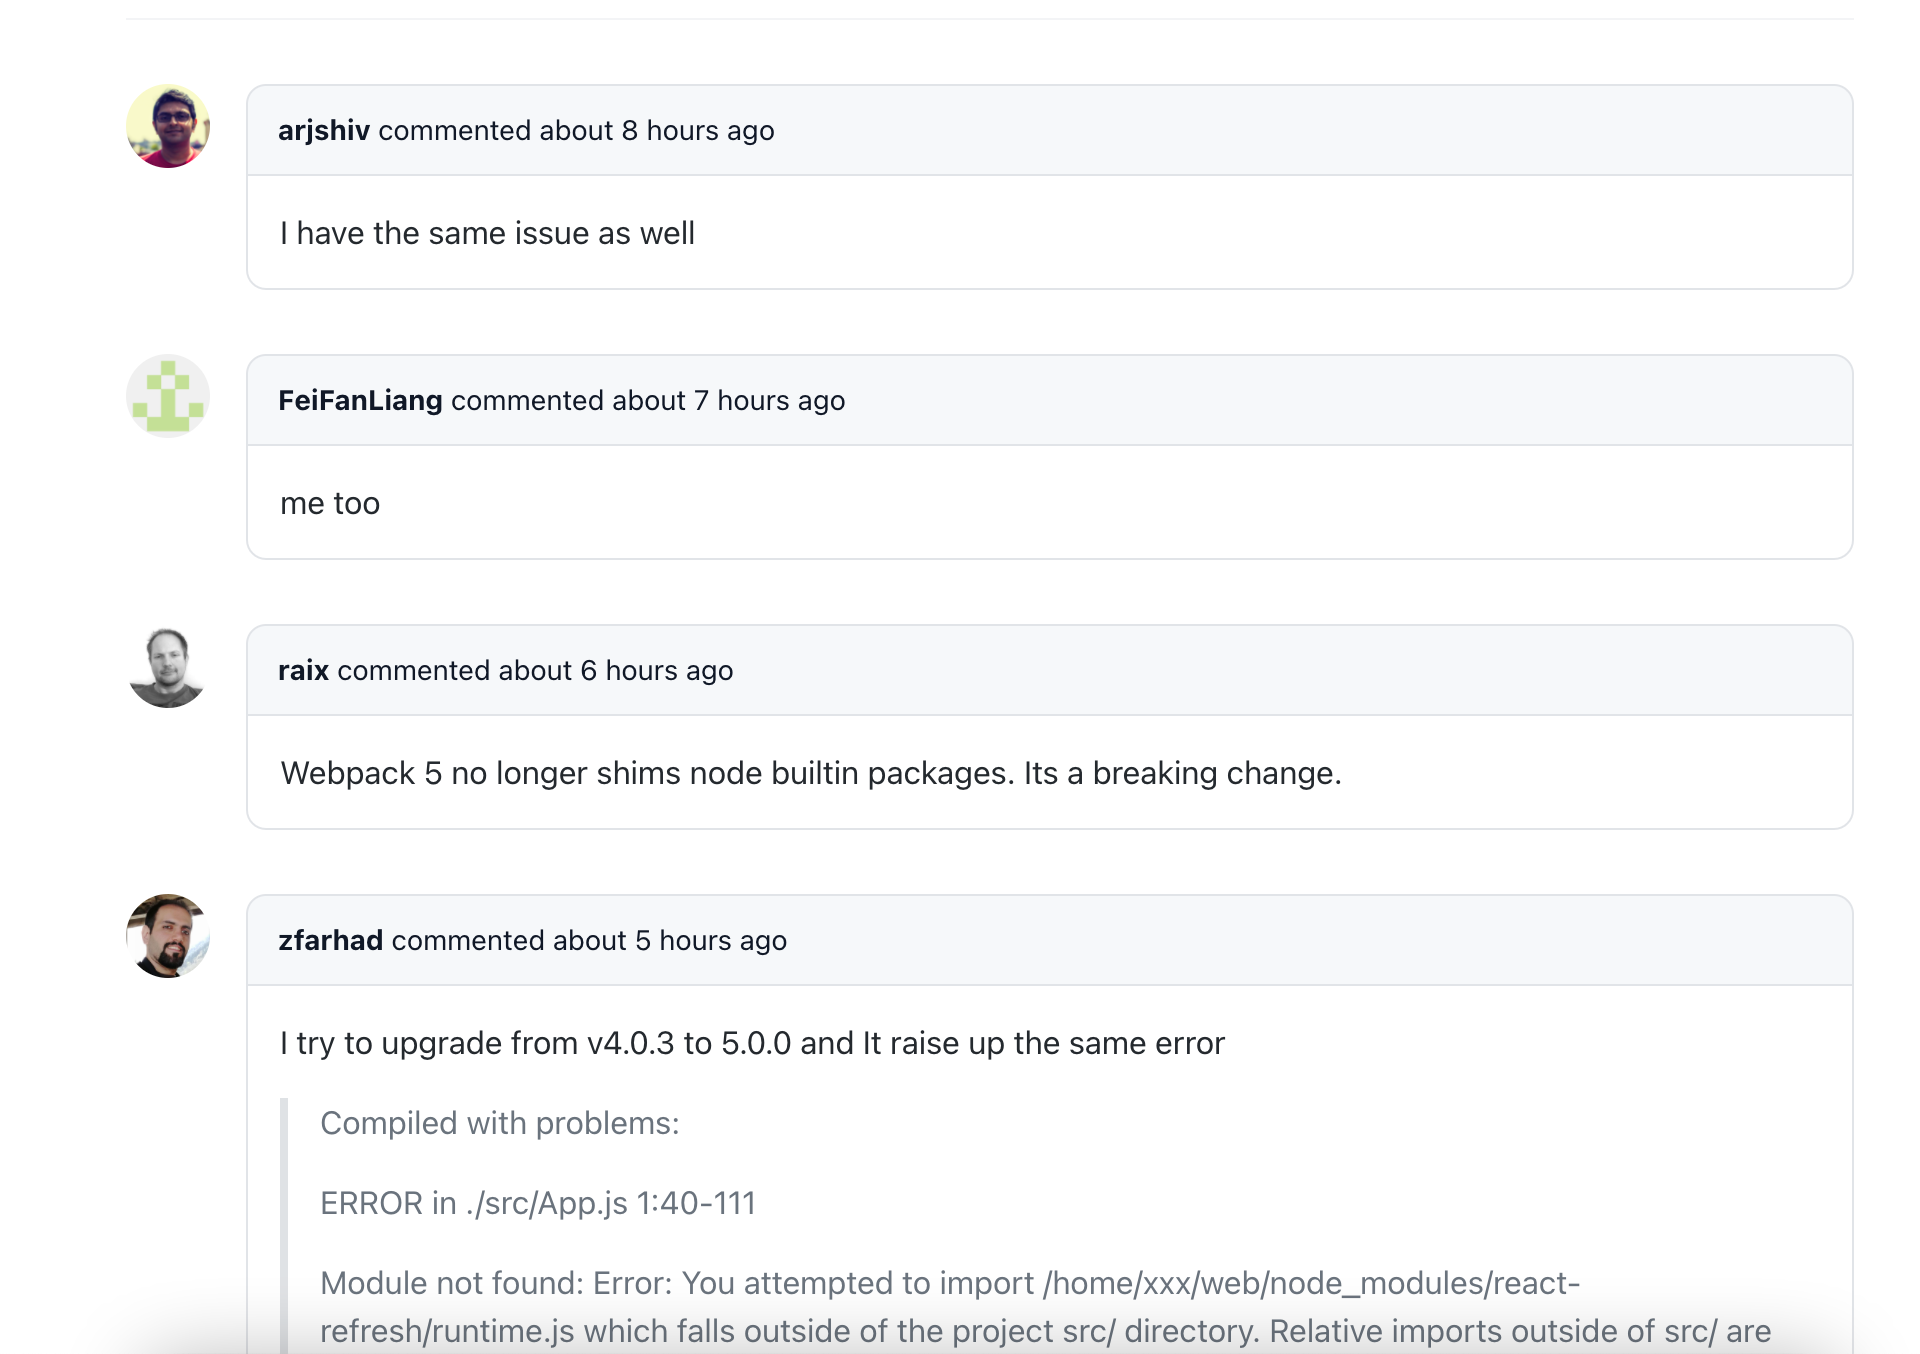 arjshiv commented about 8 hours ago
I have the same issue as well
FeiFanLiang commented about 7 hours ago
me too
raix commented about 6 hours ago
Webpack 5 no longer shims node builtin packages. Its a breaking change.
zfarhad commented about 5 hours ago
I try to upgrade from v4.0.3 to 5.0.0 and It raise up the same error
Compiled with problems:
ERROR in ./src/App.js 1:40-111
Module not found: Error: You attempted to import /home/xxx/web/node_modules/react-
refresh/runtime.js which falls outside of the project src/ directory. Relative imports outside of src/ are